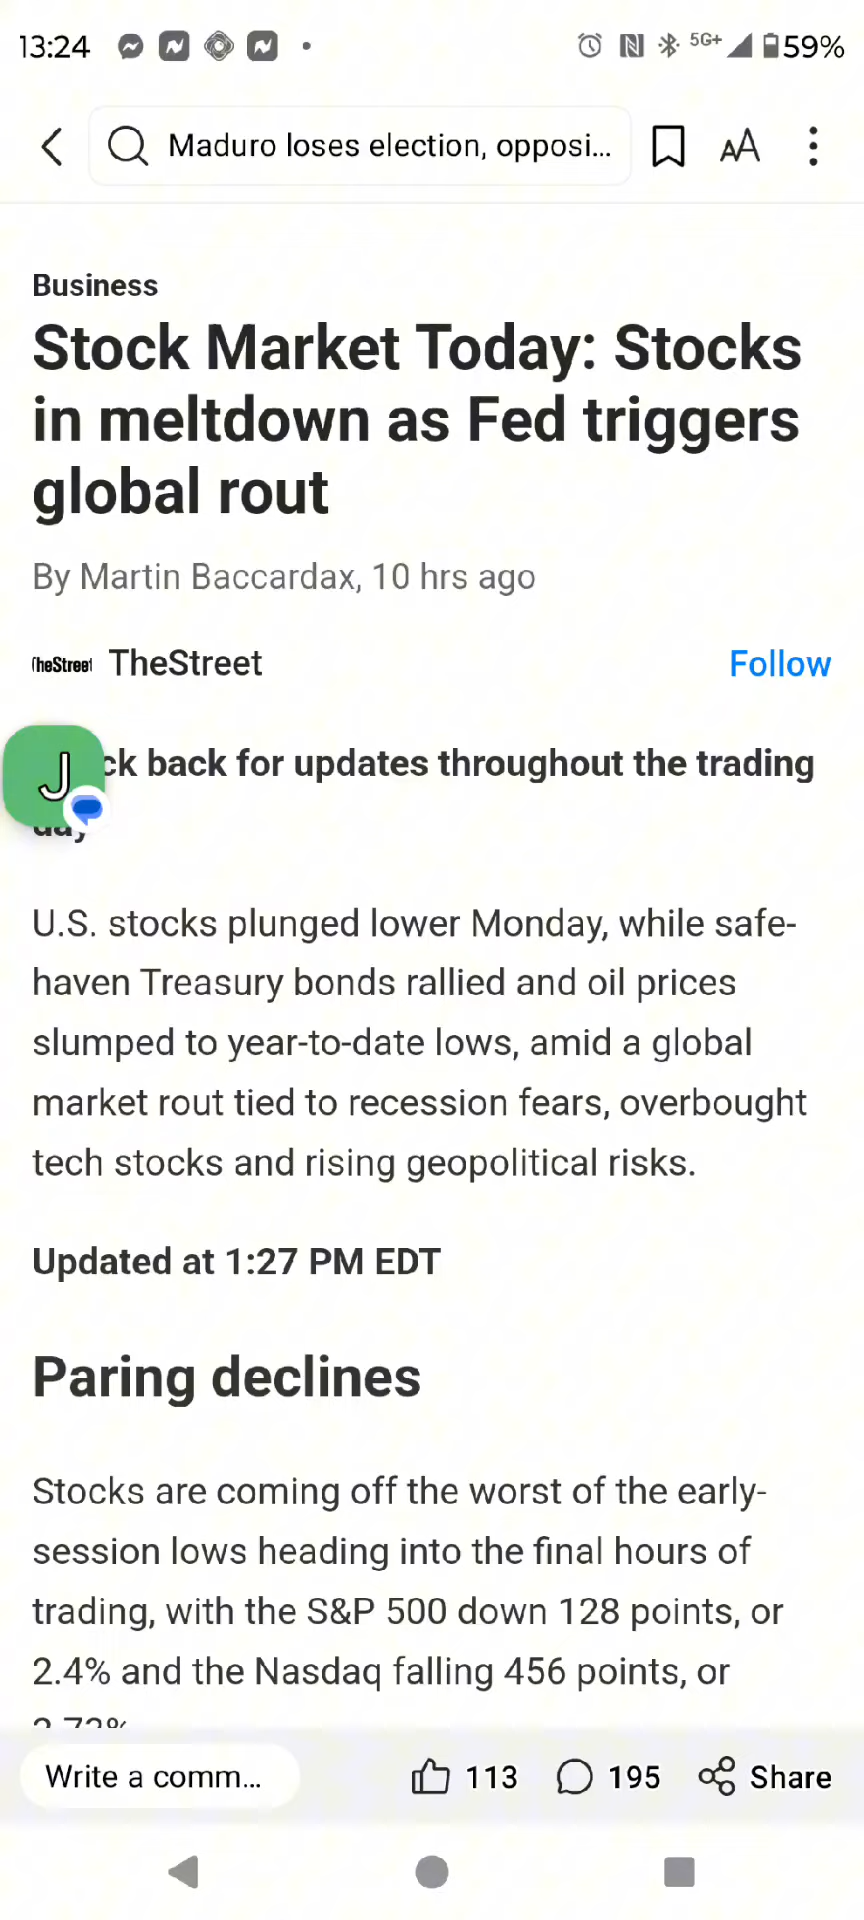 13:24
5G+
59%
Maduro loses election, opposi...
Business
Stock Market Today: Stocks
in meltdown as Fed triggers
global rout
By Martin Baccardax, 10 hrs ago
TheStreet
Follow
J
ck back for updates throughout the trading
day
U.S. stocks plunged lower Monday, while safe-
haven Treasury bonds rallied and oil prices
slumped to year-to-date lows, amid a global
market rout tied to recession fears, overbought
tech stocks and rising geopolitical risks.
Updated at 1:27 PM EDT
Paring declines
Stocks are coming off the worst of the early-
session lows heading into the final hours of
trading, with the S&P 500 down 128 points, or
2.4% and the Nasdaq falling 456 points, or
Write a comm...
113
195
Share